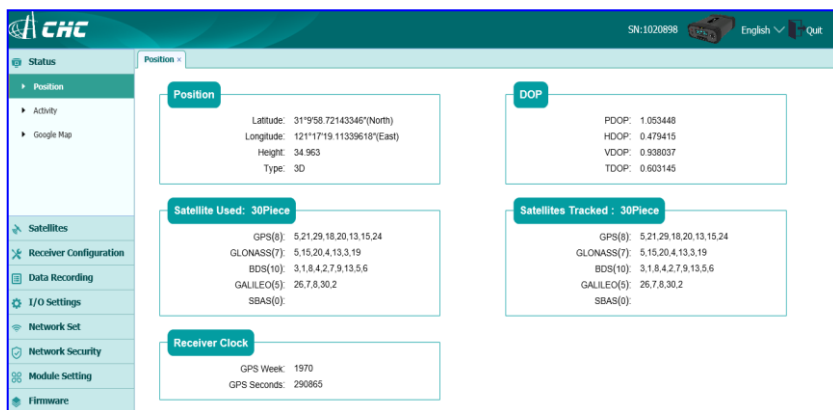 CHC
SN:1020898
English
Quit
Status
Position
Activity
Google Map
Satellites
Receiver Configuration
Data Recording
I/O Settings
Network Set
Network Security
Module Setting
Firmware
Position ×
Position
Latitude: 31°9'58.72143346"(North)
Longitude: 121°17'19.11339618"(East)
Height: 34.963
Type: 3D
DOP
PDOP: 1.053448
HDOP: 0.479415
VDOP: 0.938037
TDOP: 0.603145
Satellite Used: 30Piece
GPS(8): 5,21,29,18,20,13,15,24
GLONASS(7): 5,15,20,4,13,3,19
BDS(10): 3,1,8,4,2,7,9,13,5,6
GALILEO(5): 26,7,8,30,2
SBAS(0):
Satellites Tracked : 30Piece
GPS(8): 5,21,29,18,20,13,15,24
GLONASS(7): 5,15,20,4,13,3,19
BDS(10): 3,1,8,4,2,7,9,13,5,6
GALILEO(5): 26,7,8,30,2
SBAS(0):
Receiver Clock
GPS Week: 1970
GPS Seconds: 290865